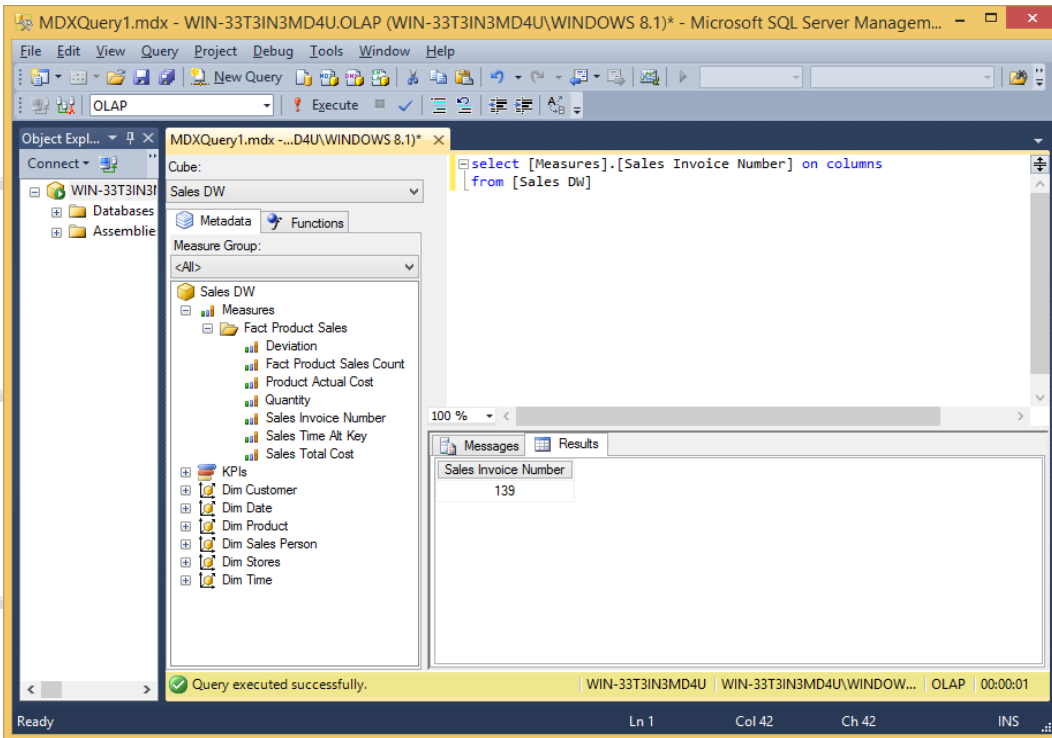 MDXQuery1.mdx - WIN-33T3IN3MD4U.OLAP (WIN-33T3IN3MD4U\WINDOWS 8.1)* - Microsoft SQL Server Managem...
File Edit View Query Project Debug Tools Window Help
New Query
OLAP Execute
Object Expl...
Connect
WIN-33T3IN3
Databases
Assemblie
MDXQuery1.mdx -...D4U\WINDOWS 8.1)*
Cube:
Sales DW
Metadata Functions
Measure Group:
<All>
Sales DW
Measures
Fact Product Sales
Deviation
Fact Product Sales Count
Product Actual Cost
Quantity
Sales Invoice Number
Sales Time Alt Key
Sales Total Cost
KPIs
Dim Customer
Dim Date
Dim Product
Dim Sales Person
Dim Stores
Dim Time
select [Measures].[Sales Invoice Number] on columns
from [Sales DW]
100 %
Messages Results
Sales Invoice Number
139
Query executed successfully. WIN-33T3IN3MD4U WIN-33T3IN3MD4U\WINDOW... OLAP 00:00:01
Ready Ln 1 Col 42 Ch 42 INS